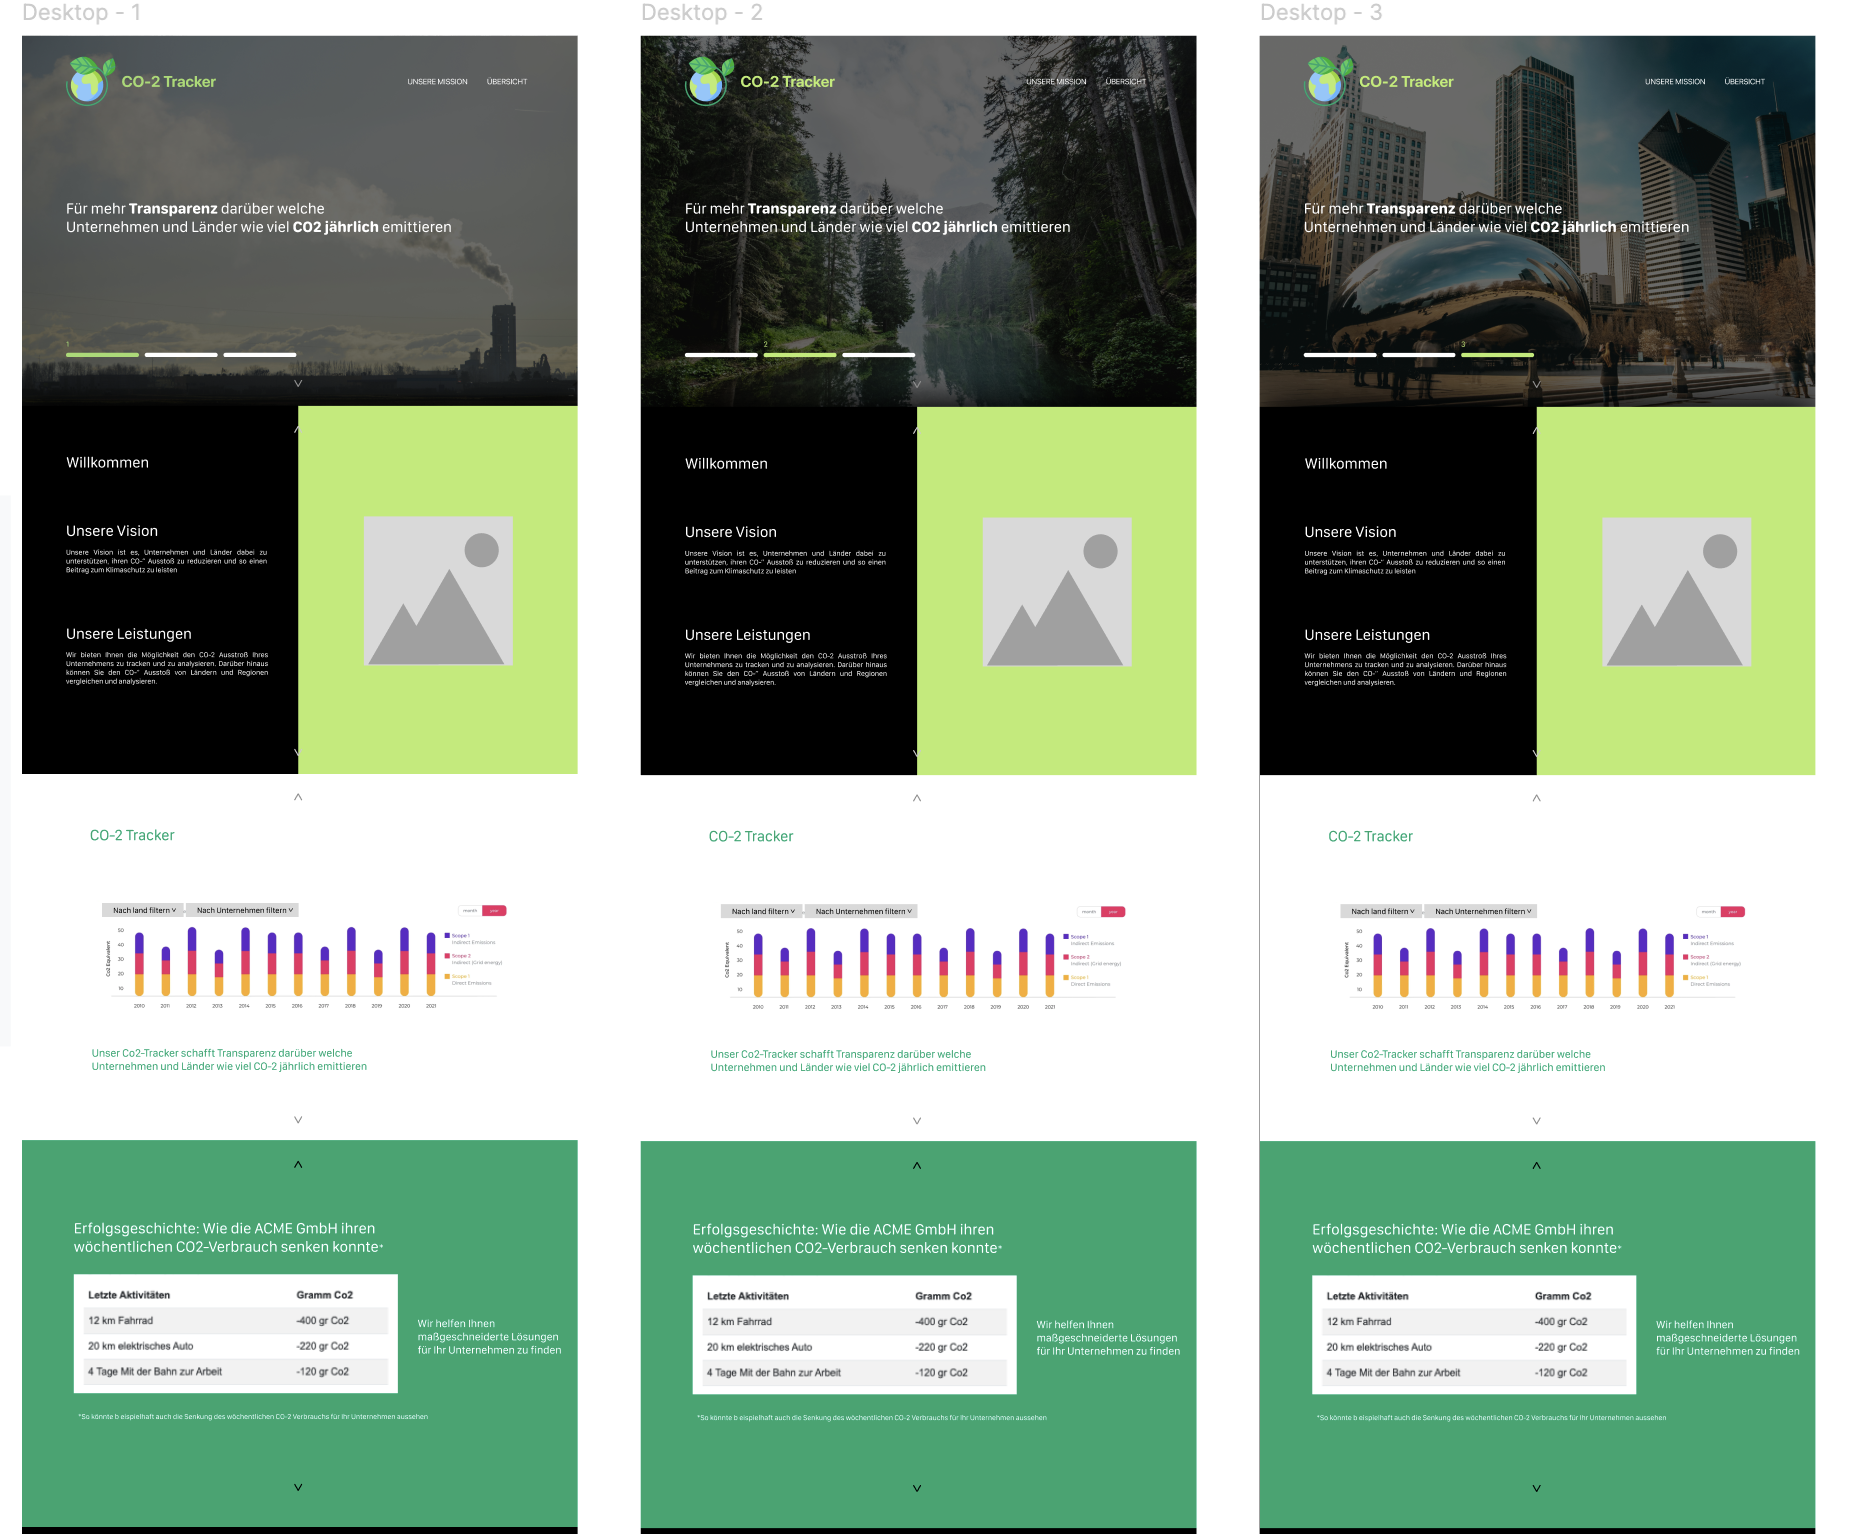 Desktop - 1
CO-2 Tracker
UNSERE MISSION
ÜBERSICHT
Für mehr Transparenz darüber welche
Unternehmen und Länder wie viel CO2 jährlich emittieren
1
Willkommen
Unsere Vision
Unsere Vision ist es, Unternehmen und Länder dabei zu
unterstützen, ihren CO-" Ausstoß zu reduzieren und so einen
Beitrag zum Klimaschutz zu leisten
Unsere Leistungen
Wir bieten Ihnen die Möglichkeit den CO-2 Ausstroß Ihres
Unternehmens zu tracken und zu analysieren. Darüber hinaus
können Sie den CO-" Ausstoß von Ländern und Regionen
vergleichen und analysieren.
CO-2 Tracker
Nach land filtern
Nach Unternehmen filtern
month
year
Co2 Equivalent
50
40
30
20
10
2010 2011 2012 2013 2014 2015 2016 2017 2018 2019 2020 2021
Scope 1
Indirect Emissions
Scope 2
Indirect (Grid energy)
Scope 1
Direct Emissions
Unser Co2-Tracker schafft Transparenz darüber welche
Unternehmen und Länder wie viel CO-2 jährlich emittieren
Erfolgsgeschichte: Wie die ACME GmbH ihren
wöchentlichen CO2-Verbrauch senken konnte*
Letzte Aktivitäten Gramm Co2
12 km Fahrrad -400 gr Co2
20 km elektrisches Auto -220 gr Co2
4 Tage Mit der Bahn zur Arbeit -120 gr Co2
Wir helfen Ihnen
maßgeschneiderte Lösungen
für Ihr Unternehmen zu finden
*So könnte b eispielhaft auch die Senkung des wöchentlichen CO-2 Verbrauchs für Ihr Unternehmen aussehen
Desktop - 2
CO-2 Tracker
UNSERE MISSION
ÜBERSICHT
Für mehr Transparenz darüber welche
Unternehmen und Länder wie viel CO2 jährlich emittieren
2
Willkommen
Unsere Vision
Unsere Vision ist es, Unternehmen und Länder dabei zu
unterstützen, ihren CO-" Ausstoß zu reduzieren und so einen
Beitrag zum Klimaschutz zu leisten
Unsere Leistungen
Wir bieten Ihnen die Möglichkeit den CO-2 Ausstroß Ihres
Unternehmens zu tracken und zu analysieren. Darüber hinaus
können Sie den CO-" Ausstoß von Ländern und Regionen
vergleichen und analysieren.
CO-2 Tracker
Nach land filtern
Nach Unternehmen filtern
month
year
Co2 Equivalent
50
40
30
20
10
2010 2011 2012 2013 2014 2015 2016 2017 2018 2019 2020 2021
Scope 1
Indirect Emissions
Scope 2
Indirect (Grid energy)
Scope 1
Direct Emissions
Unser Co2-Tracker schafft Transparenz darüber welche
Unternehmen und Länder wie viel CO-2 jährlich emittieren
Erfolgsgeschichte: Wie die ACME GmbH ihren
wöchentlichen CO2-Verbrauch senken konnte*
Letzte Aktivitäten Gramm Co2
12 km Fahrrad -400 gr Co2
20 km elektrisches Auto -220 gr Co2
4 Tage Mit der Bahn zur Arbeit -120 gr Co2
Wir helfen Ihnen
maßgeschneiderte Lösungen
für Ihr Unternehmen zu finden
*So könnte b eispielhaft auch die Senkung des wöchentlichen CO-2 Verbrauchs für Ihr Unternehmen aussehen
Desktop - 3
CO-2 Tracker
UNSERE MISSION
ÜBERSICHT
Für mehr Transparenz darüber welche
Unternehmen und Länder wie viel CO2 jährlich emittieren
3
Willkommen
Unsere Vision
Unsere Vision ist es, Unternehmen und Länder dabei zu
unterstützen, ihren CO-" Ausstoß zu reduzieren und so einen
Beitrag zum Klimaschutz zu leisten
Unsere Leistungen
Wir bieten Ihnen die Möglichkeit den CO-2 Ausstroß Ihres
Unternehmens zu tracken und zu analysieren. Darüber hinaus
können Sie den CO-" Ausstoß von Ländern und Regionen
vergleichen und analysieren.
CO-2 Tracker
Nach land filtern
Nach Unternehmen filtern
month
year
Co2 Equivalent
50
40
30
20
10
2010 2011 2012 2013 2014 2015 2016 2017 2018 2019 2020 2021
Scope 1
Indirect Emissions
Scope 2
Indirect (Grid energy)
Scope 1
Direct Emissions
Unser Co2-Tracker schafft Transparenz darüber welche
Unternehmen und Länder wie viel CO-2 jährlich emittieren
Erfolgsgeschichte: Wie die ACME GmbH ihren
wöchentlichen CO2-Verbrauch senken konnte*
Letzte Aktivitäten Gramm Co2
12 km Fahrrad -400 gr Co2
20 km elektrisches Auto -220 gr Co2
4 Tage Mit der Bahn zur Arbeit -120 gr Co2
Wir helfen Ihnen
maßgeschneiderte Lösungen
für Ihr Unternehmen zu finden
*So könnte b eispielhaft auch die Senkung des wöchentlichen CO-2 Verbrauchs für Ihr Unternehmen aussehen